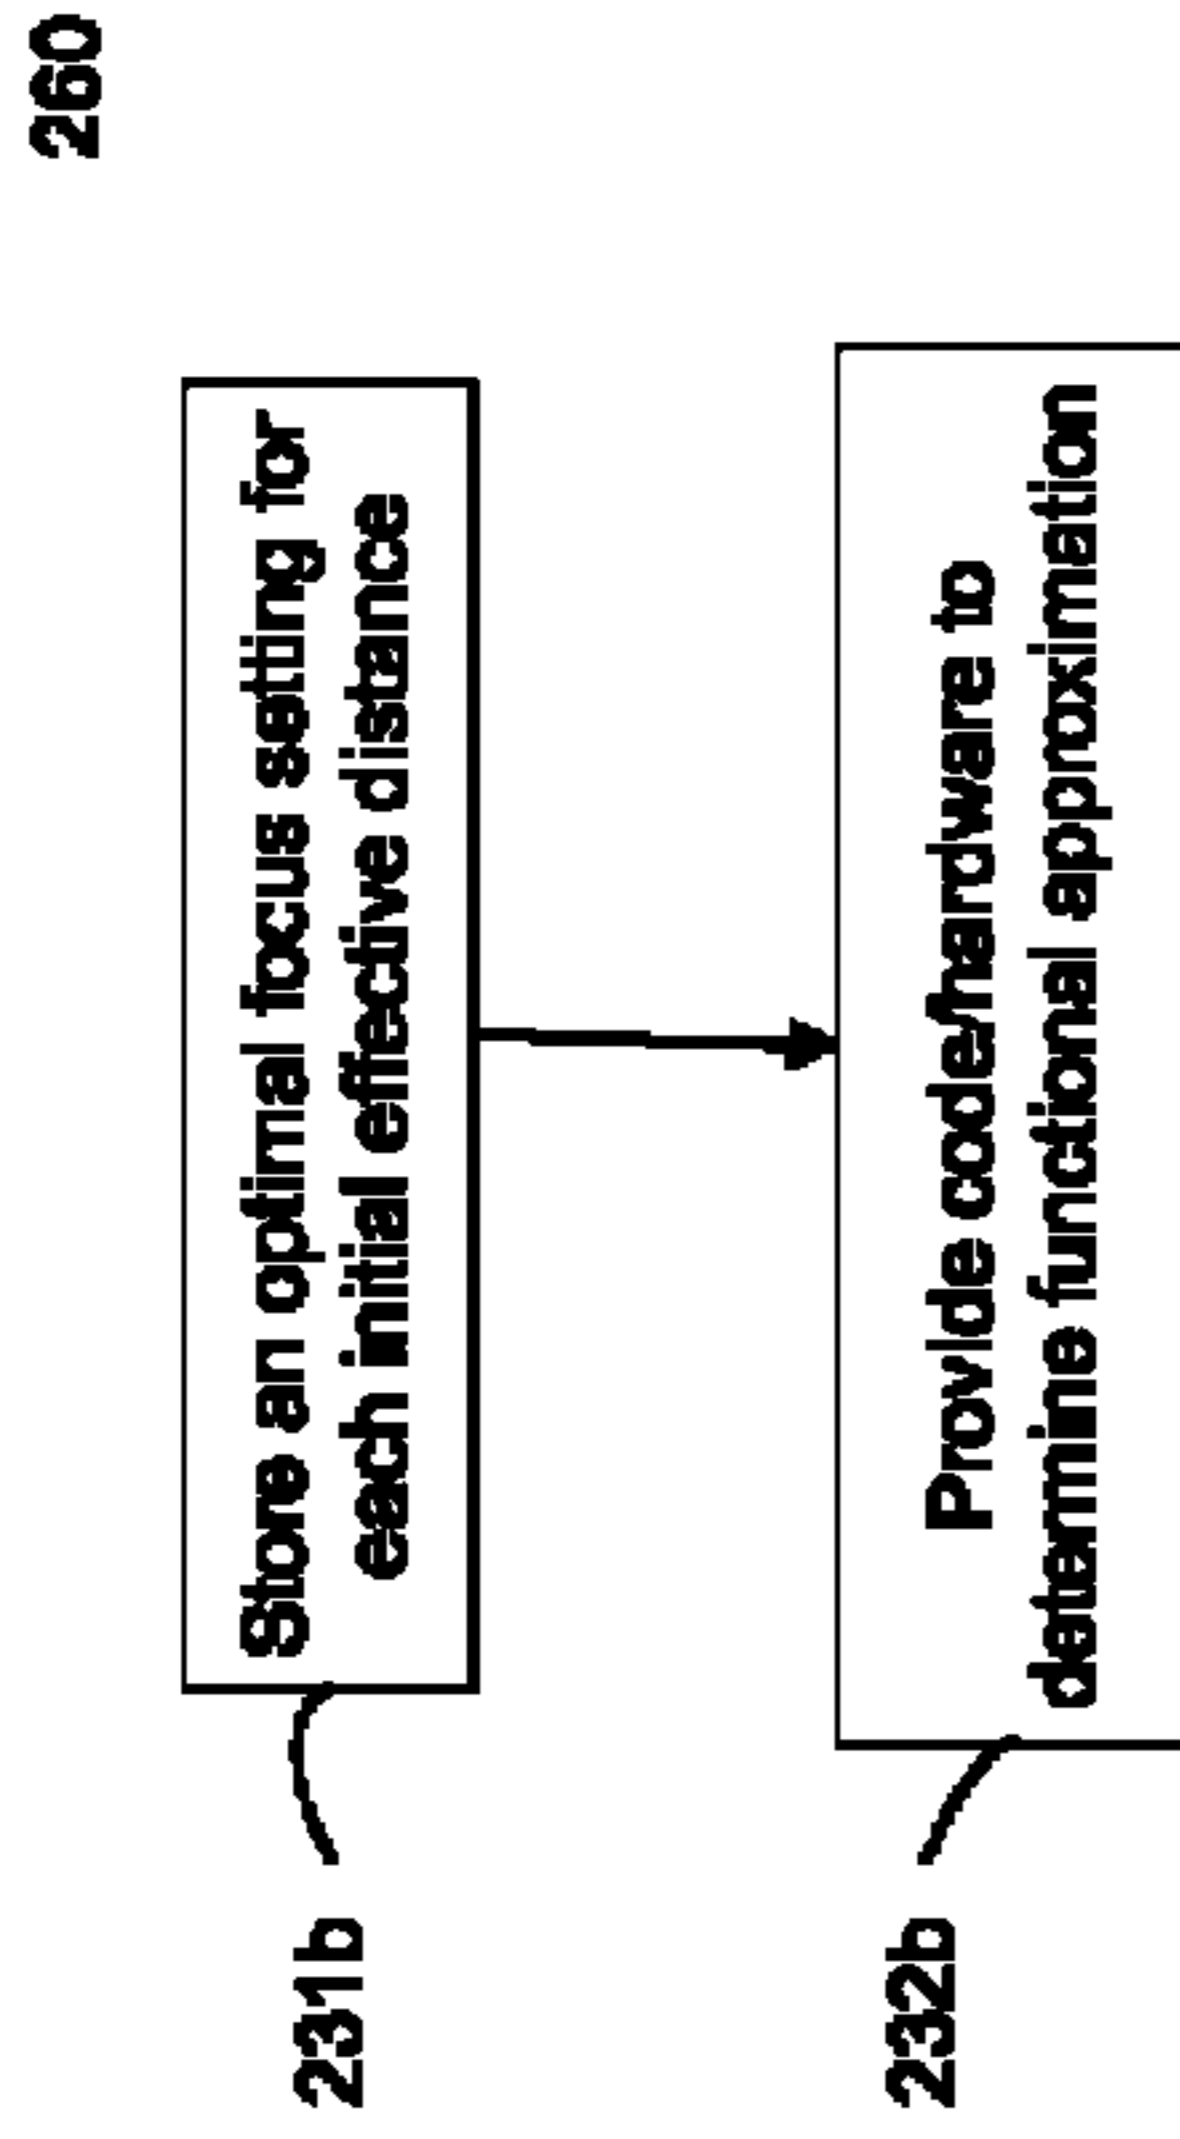 260
Store an optimal focus setting for
each initial effective distance
231b
Provide code/hardware to
determine functional approximation
232b